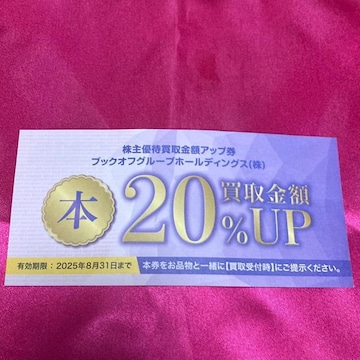 株主優待買取金額アップ券
ブックオフグループホールディングス(株)
本
20%UP
買取金額
有効期限：2025年8月31日まで
本券をお品物と一緒に【買取受付時】にご提示ください。